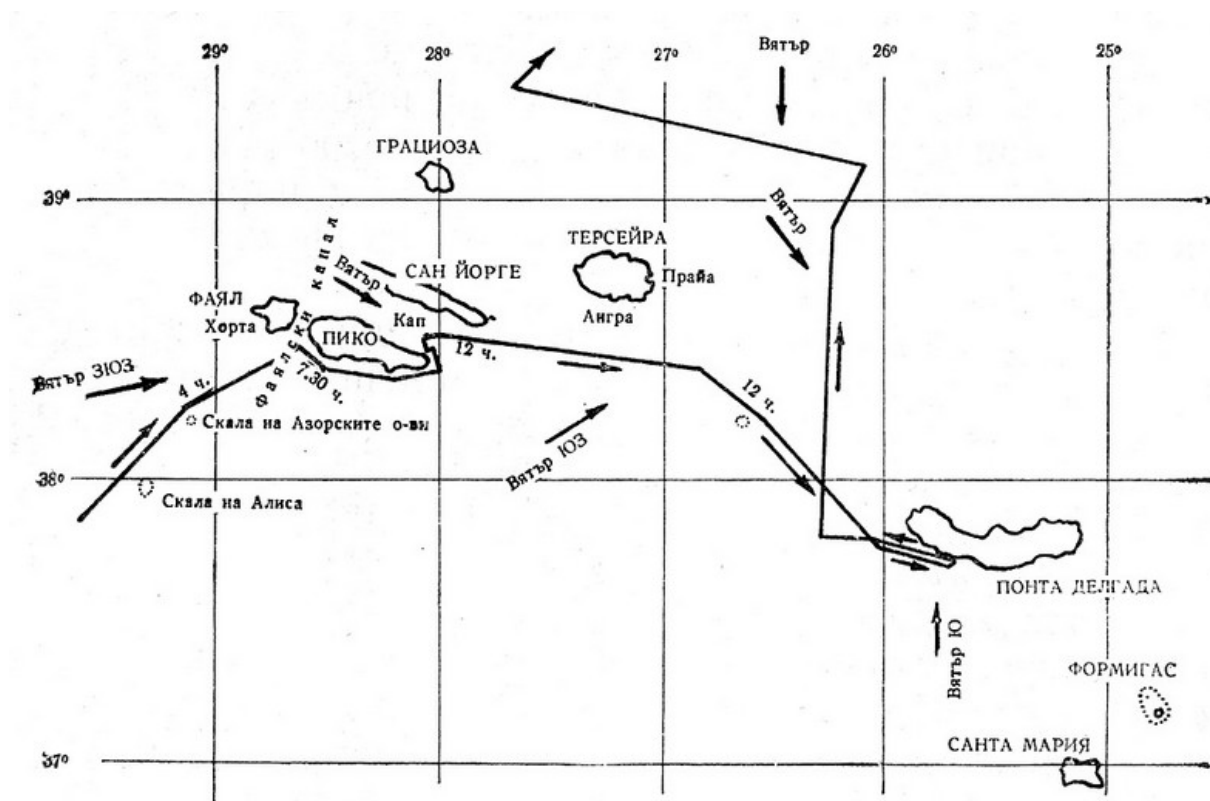 29°
28°
27°
26°
25°
Вятър
ГРАЦИОЗА
39°
Вятър
ТЕРСЕЙРА
Прайа
Ангра
САН ЙОРГЕ
Вятър
Фаялски канал
ФАЯЛ
Хорта
ПИКО
Кап
12 ч.
7.30 ч.
Вятър ЗЮЗ
4 ч.
12 ч.
Скала на Азорските о-ви
Вятър ЮЗ
38°
Скала на Алиса
ПОНТА ДЕЛГАДА
Вятър Ю
ФОРМИГАС
САНТА МАРИЯ
37°